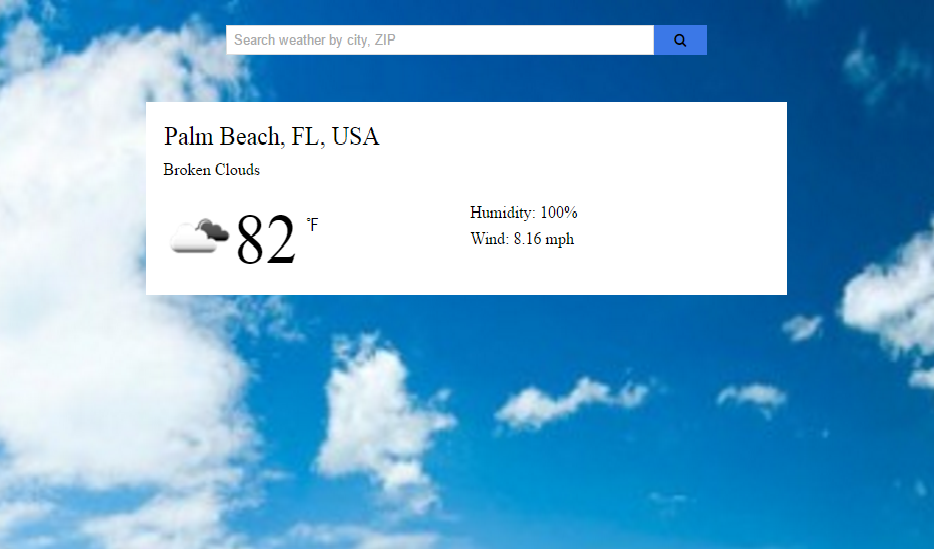 Search weather by city, ZIP
Palm Beach, FL, USA
Broken Clouds
82 °F
Humidity: 100%
Wind: 8.16 mph